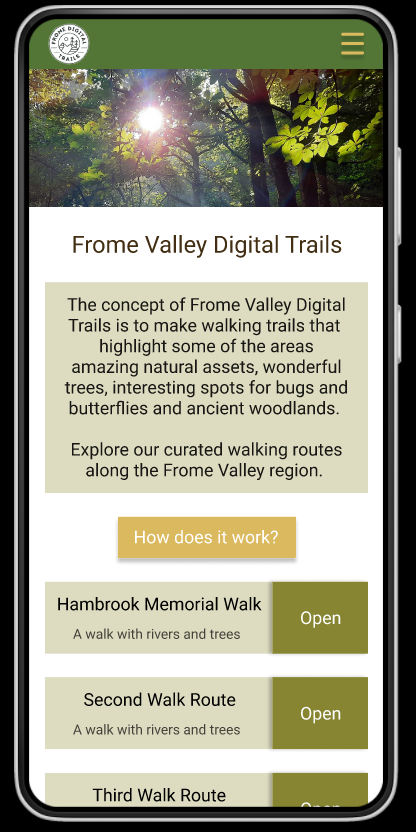 FROME DIGITAL
TRAILS
Frome Valley Digital Trails
The concept of Frome Valley Digital
Trails is to make walking trails that
highlight some of the areas
amazing natural assets, wonderful
trees, interesting spots for bugs and
butterflies and ancient woodlands.
Explore our curated walking routes
along the Frome Valley region.
How does it work?
Hambrook Memorial Walk
A walk with rivers and trees
Open
Second Walk Route
A walk with rivers and trees
Open
Third Walk Route
Open